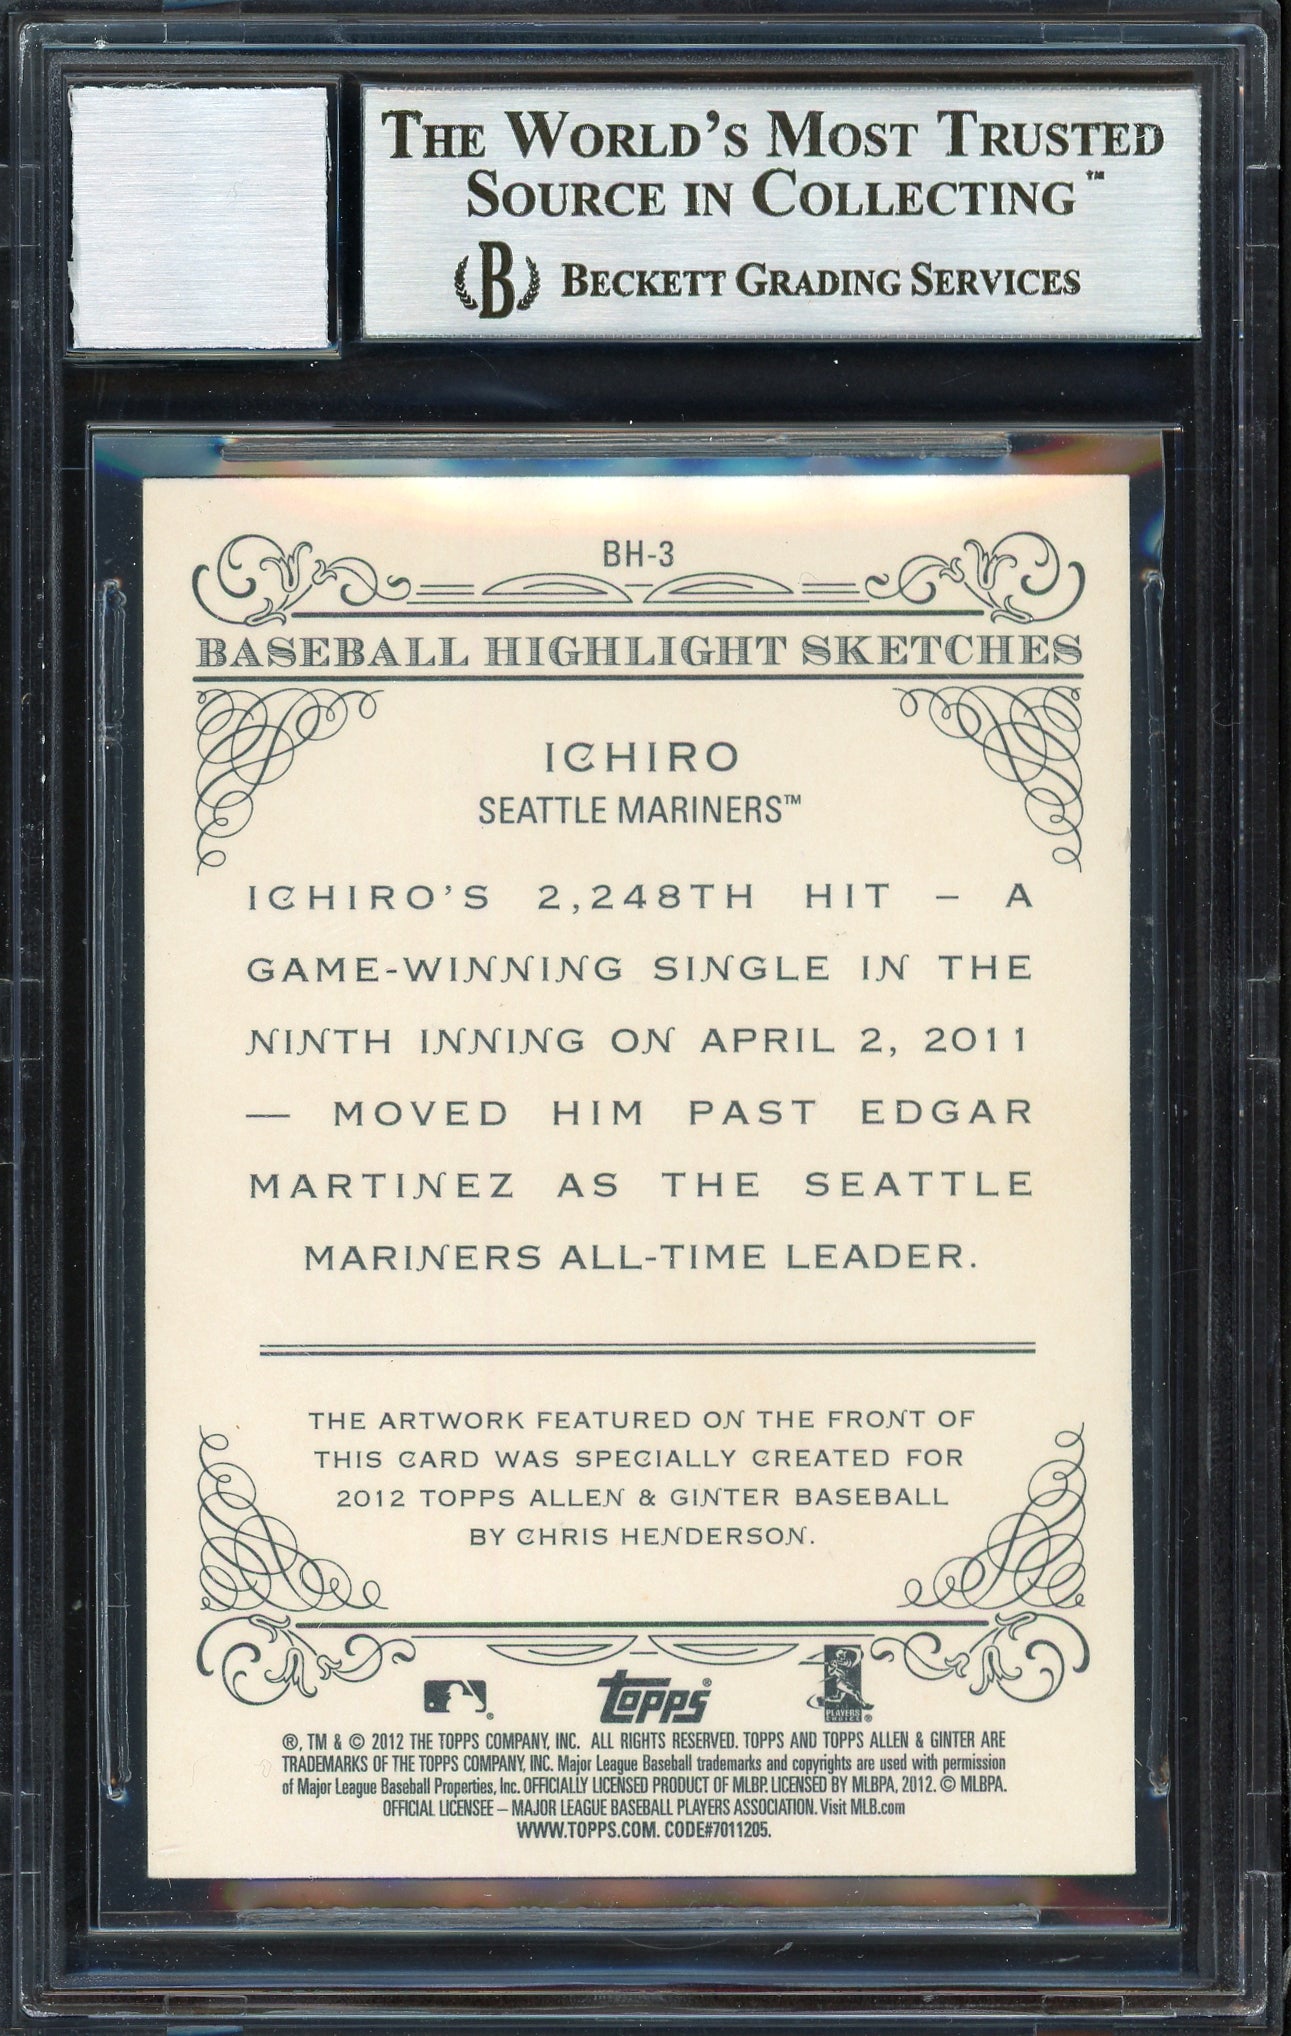 THE WORLD'S MOST TRUSTED
SOURCE IN COLLECTING™
B BECKETT GRADING SERVICES
BH-3
BASEBALL HIGHLIGHT SKETCHES
ICHIRO
SEATTLE MARINERS™
ICHIRO'S 2,248TH HIT – A
GAME-WINNING SINGLE IN THE
NINTH INNING ON APRIL 2, 2011
— MOVED HIM PAST EDGAR
MARTINEZ AS THE SEATTLE
MARINERS ALL-TIME LEADER.
THE ARTWORK FEATURED ON THE FRONT OF
THIS CARD WAS SPECIALLY CREATED FOR
2012 TOPPS ALLEN & GINTER BASEBALL
BY CHRIS HENDERSON.
® topps® PLAYERS CHOICE®
®, TM & © 2012 THE TOPPS COMPANY, INC. ALL RIGHTS RESERVED. TOPPS AND TOPPS ALLEN & GINTER ARE
TRADEMARKS OF THE TOPPS COMPANY, INC. Major League Baseball trademarks and copyrights are used with permission
of Major League Baseball Properties, Inc. OFFICIALLY LICENSED PRODUCT OF MLBP. LICENSED BY MLBPA, 2012. © MLBPA.
OFFICIAL LICENSEE – MAJOR LEAGUE BASEBALL PLAYERS ASSOCIATION. Visit MLB.com
WWW.TOPPS.COM. CODE#7011205.